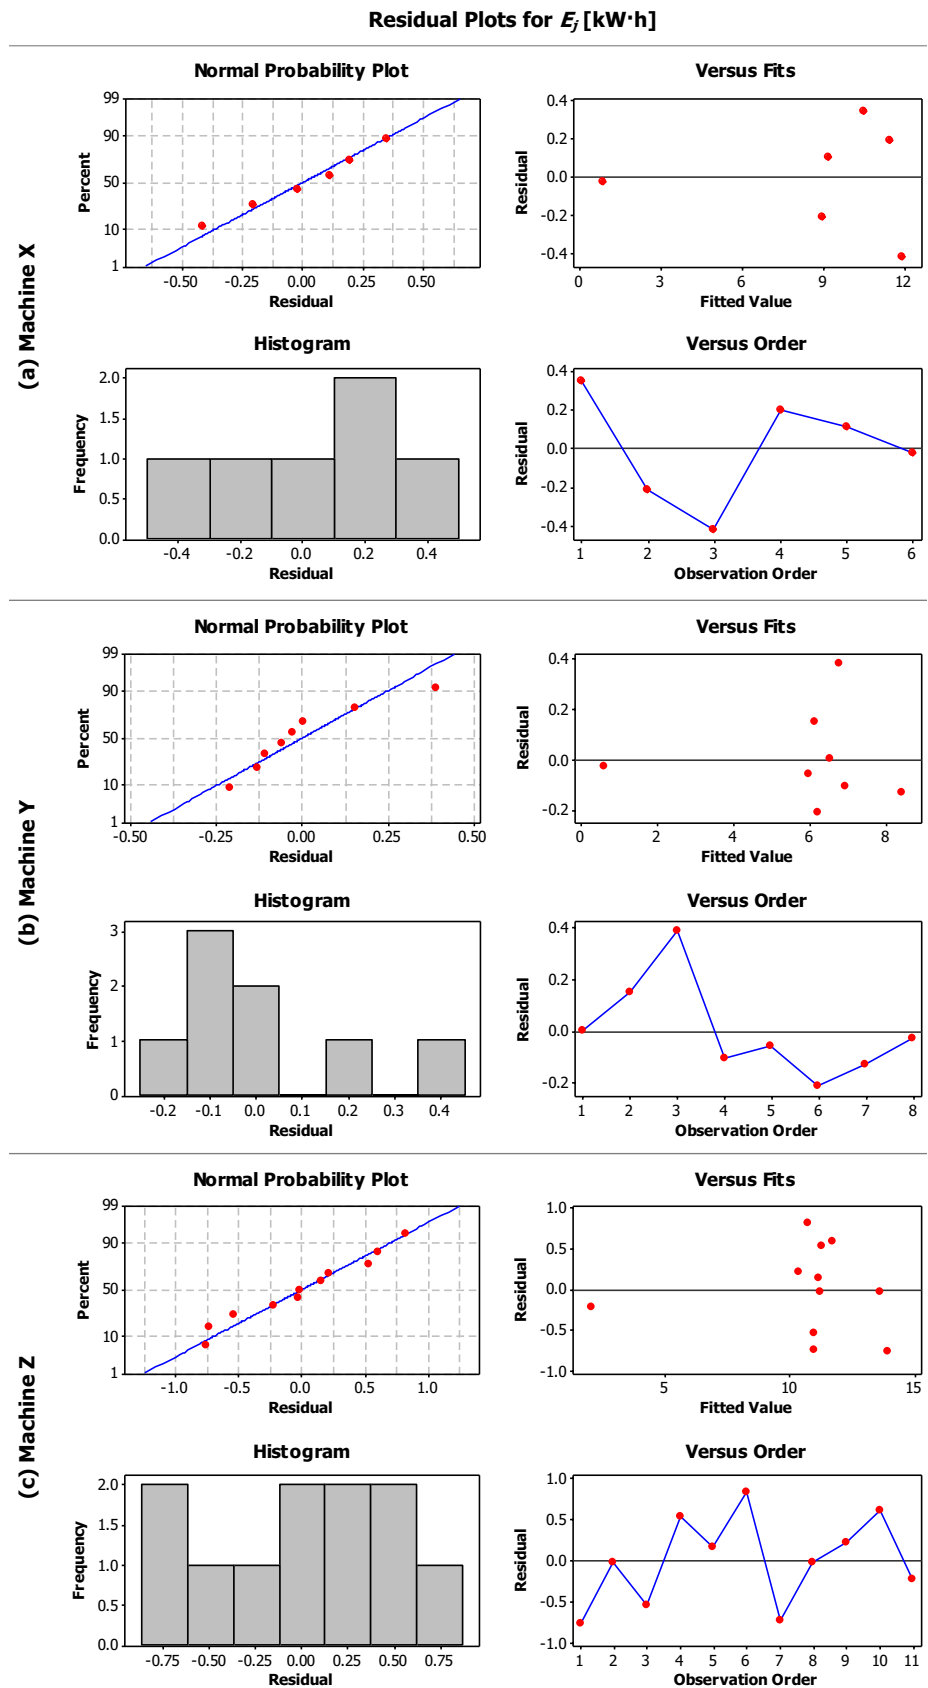 Residual Plots for Ej [kW·h]
(a) Machine X
Normal Probability Plot
99
90
50
10
1
Percent
-0.50 -0.25 0.00 0.25 0.50
Residual
Versus Fits
0.4
0.2
0.0
-0.2
-0.4
Residual
0 3 6 9 12
Fitted Value
Histogram
2.0
1.5
1.0
0.5
0.0
Frequency
-0.4 -0.2 0.0 0.2 0.4
Residual
Versus Order
0.4
0.2
0.0
-0.2
-0.4
Residual
1 2 3 4 5 6
Observation Order
(b) Machine Y
Normal Probability Plot
99
90
50
10
1
Percent
-0.50 -0.25 0.00 0.25 0.50
Residual
Versus Fits
0.4
0.2
0.0
-0.2
Residual
0 2 4 6 8
Fitted Value
Histogram
3
2
1
0
Frequency
-0.2 -0.1 0.0 0.1 0.2 0.3 0.4
Residual
Versus Order
0.4
0.2
0.0
-0.2
Residual
1 2 3 4 5 6 7 8
Observation Order
(c) Machine Z
Normal Probability Plot
99
90
50
10
1
Percent
-1.0 -0.5 0.0 0.5 1.0
Residual
Versus Fits
1.0
0.5
0.0
-0.5
-1.0
Residual
5 10 15
Fitted Value
Histogram
2.0
1.5
1.0
0.5
0.0
Frequency
-0.75 -0.50 -0.25 0.00 0.25 0.50 0.75
Residual
Versus Order
1.0
0.5
0.0
-0.5
-1.0
Residual
1 2 3 4 5 6 7 8 9 10 11
Observation Order